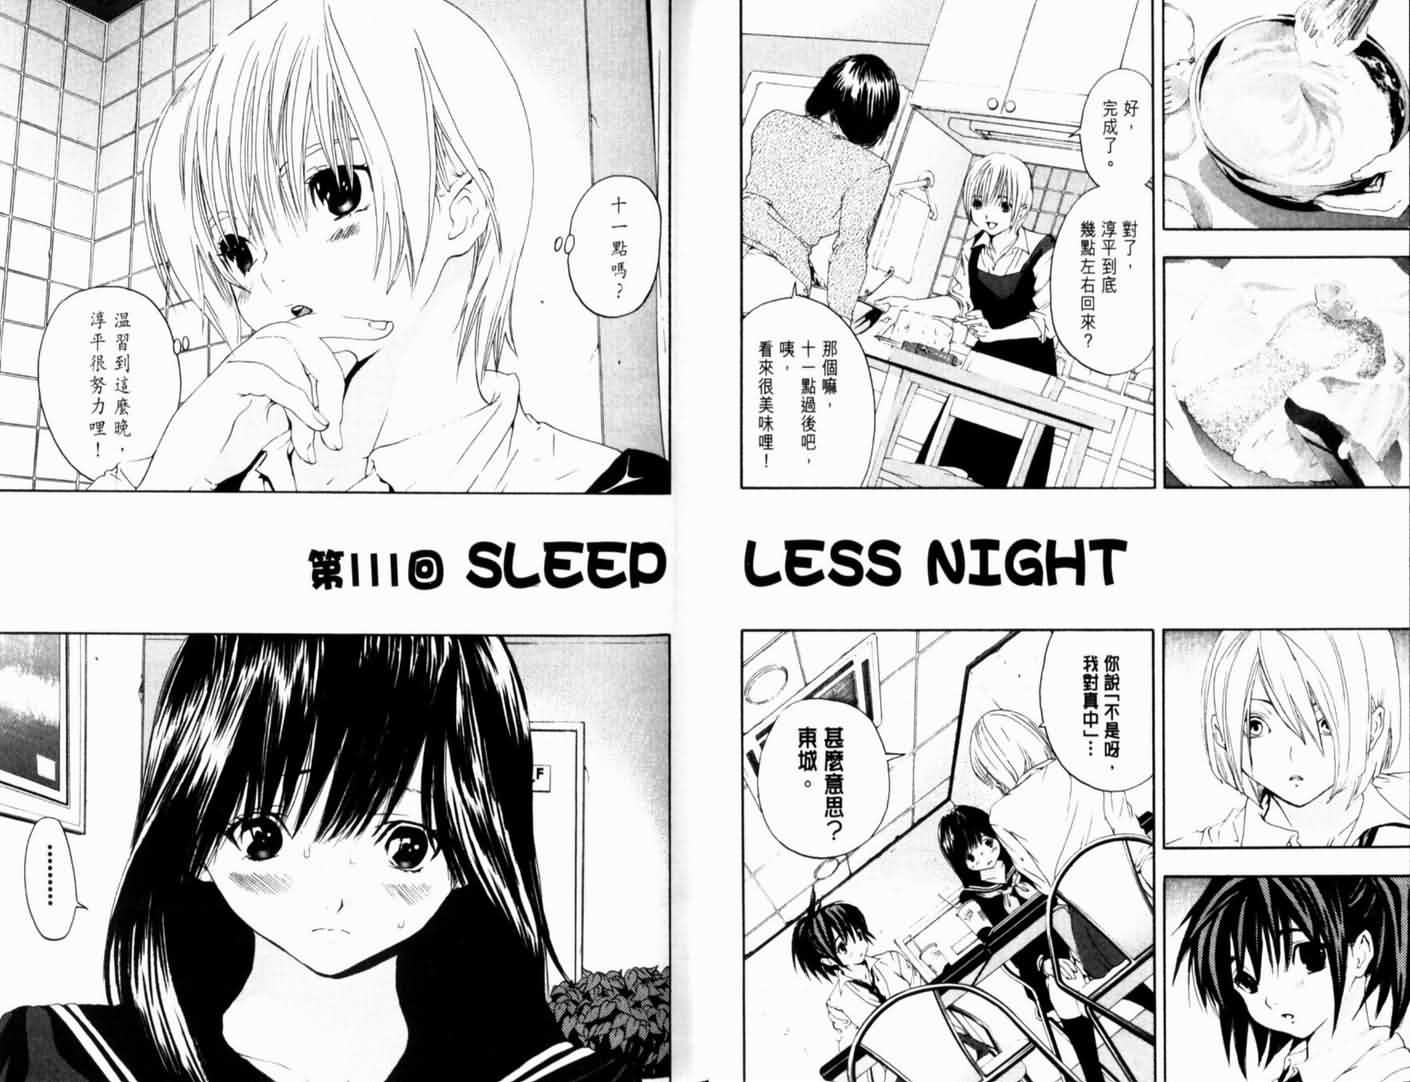 好，
完成了。
對了，
淳平到底
幾點左右回來？
那個嘛，
十一點過後吧，
咦，
看來很美味哩！
十一點嗎？
溫習到這麼晚，
淳平很努力哩！
第111回 SLEEPLESS NIGHT
你說「不是呀，
我對真中」…
甚麼意思？
東城。
………
F